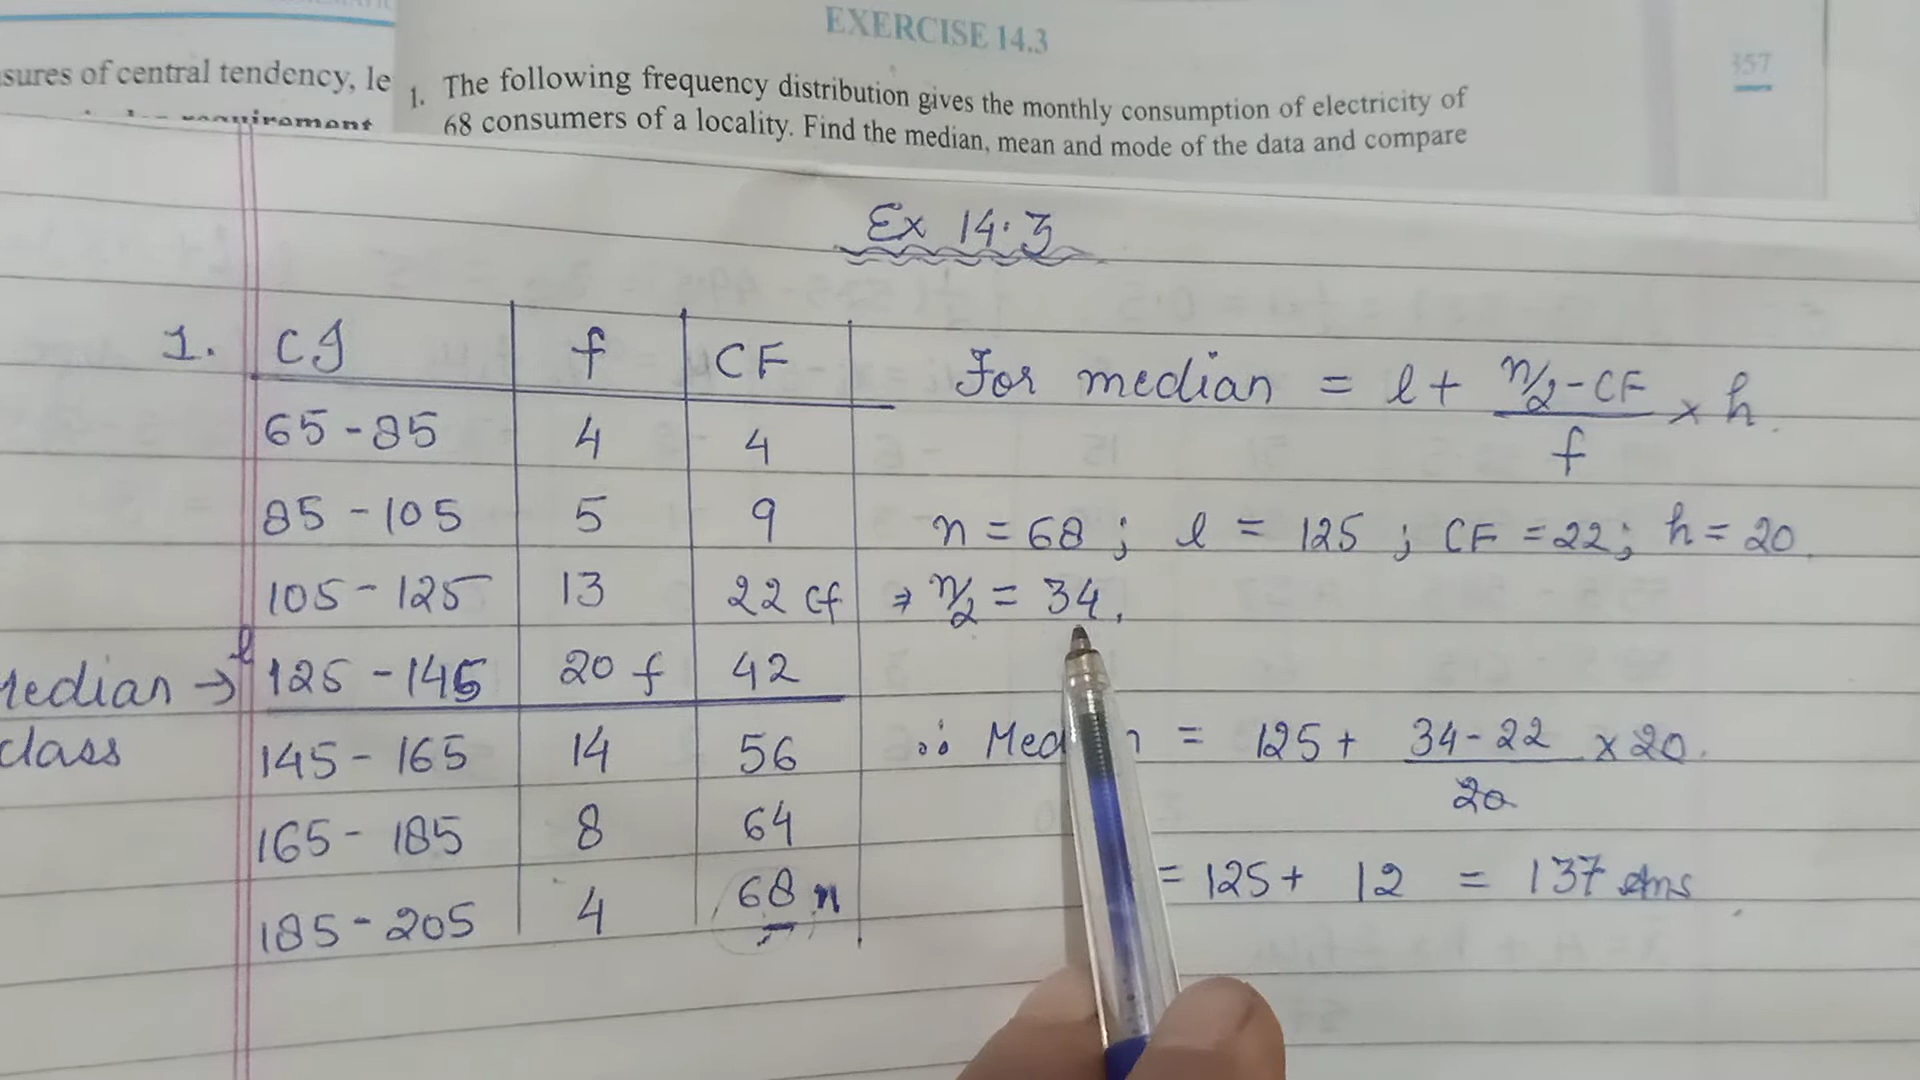 EXERCISE 14.3
357
sures of central tendency, le
requirement
1. The following frequency distribution gives the monthly consumption of electricity of
68 consumers of a locality. Find the median, mean and mode of the data and compare
Ex 14.3
1. CI f CF
65-85 4 4
85-105 5 9
105-125 13 22 cf
l 125-145 20 f 42
Median →
class
145-165 14 56
165-185 8 64
185-205 4 68 n
For median = l + n/2-CF / f × h.
n = 68 ; l = 125 ; CF = 22; h = 20
⇒ n/2 = 34.
∴ Med n = 125 + 34-22 / 20 × 20.
= 125 + 12 = 137 Ans